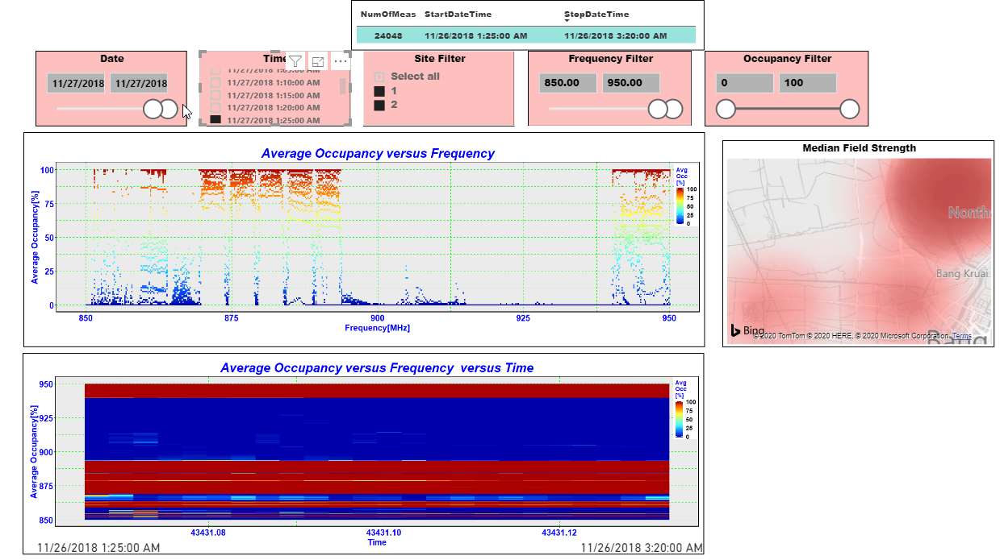 NumOfMeas StartDateTime StopDateTime
24048 11/26/2018 1:25:00 AM 11/26/2018 3:20:00 AM
Date
11/27/2018 11/27/2018
Time
11/27/2018 1:05:00 AM
11/27/2018 1:10:00 AM
11/27/2018 1:15:00 AM
11/27/2018 1:20:00 AM
11/27/2018 1:25:00 AM
Site Filter
Select all
1
2
Frequency Filter
850.00 950.00
Occupancy Filter
0 100
Average Occupancy versus Frequency
Average Occupancy[%]
100
75
50
25
0
850 875 900 925 950
Frequency[MHz]
Avg
Occ
[%]
100
75
50
25
0
Median Field Strength
Nonth
Bang Kruai
Bang
Bing
© 2020 TomTom © 2020 HERE, © 2020 Microsoft Corporation Terms
Average Occupancy versus Frequency versus Time
Average Occupancy[%]
950
925
900
875
850
43431.08 43431.10 43431.12
Time
Avg
Occ
[%]
100
75
50
25
0
11/26/2018 1:25:00 AM 11/26/2018 3:20:00 AM